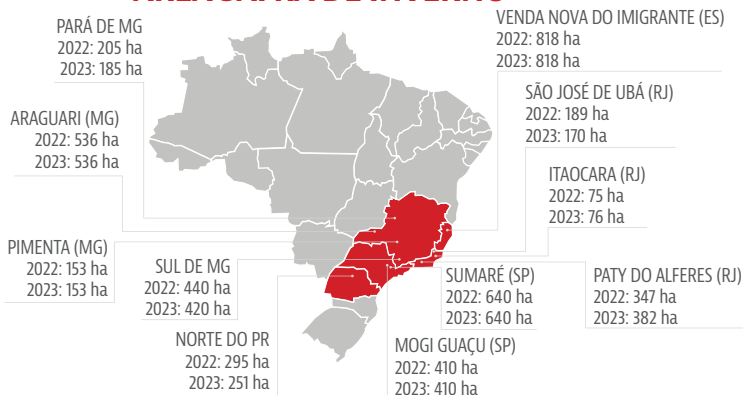 PARÁ DE MG
2022: 205 ha
2023: 185 ha
VENDA NOVA DO IMIGRANTE (ES)
2022: 818 ha
2023: 818 ha
SÃO JOSÉ DE UBÁ (RJ)
2022: 189 ha
2023: 170 ha
ARAGUARI (MG)
2022: 536 ha
2023: 536 ha
ITAOCARA (RJ)
2022: 75 ha
2023: 76 ha
PIMENTA (MG)
2022: 153 ha
2023: 153 ha
SUL DE MG
2022: 440 ha
2023: 420 ha
SUMARÉ (SP)
2022: 640 ha
2023: 640 ha
PATY DO ALFERES (RJ)
2022: 347 ha
2023: 382 ha
NORTE DO PR
2022: 295 ha
2023: 251 ha
MOGI GUAÇU (SP)
2022: 410 ha
2023: 410 ha